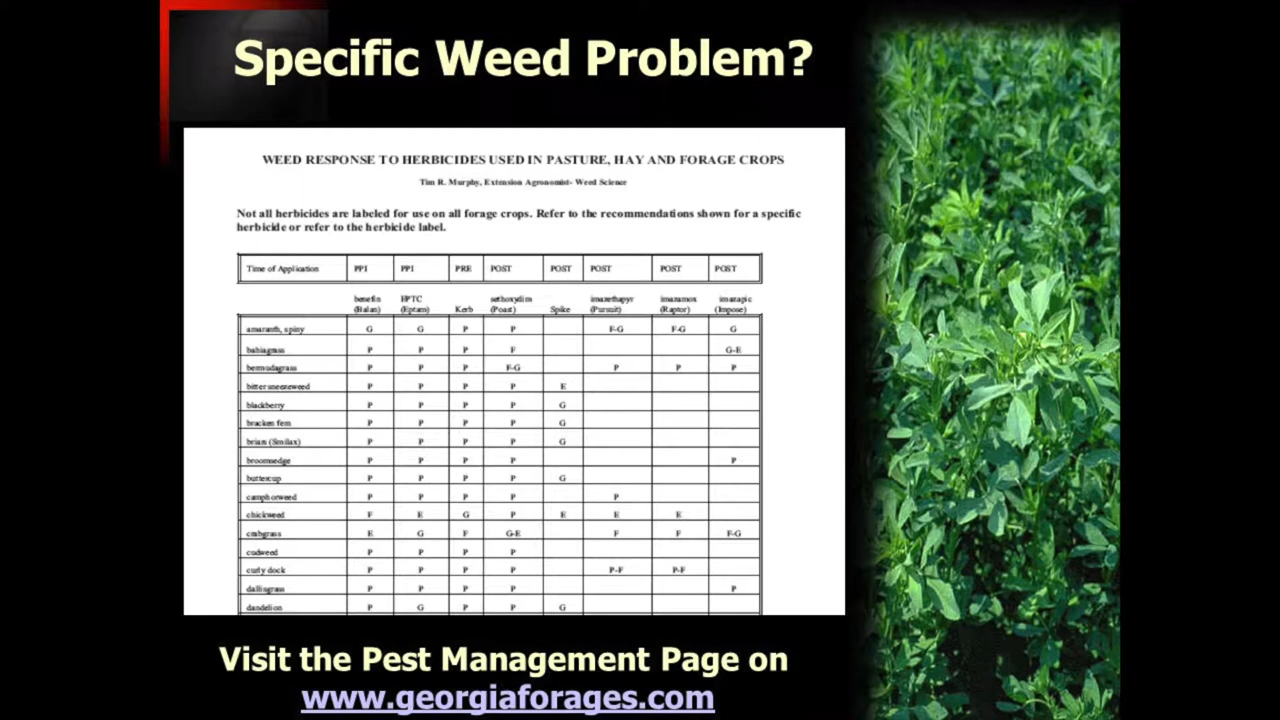 Specific Weed Problem?
WEED RESPONSE TO HERBICIDES USED IN PASTURE, HAY AND FORAGE CROPS
Tim R. Murphy, Extension Agronomist- Weed Science
Not all herbicides are labeled for use on all forage crops. Refer to the recommendations shown for a specific
herbicide or refer to the herbicide label.
Time of Application PPI PPI PRE POST POST POST POST POST
benefin EPTC sethoxydim imazethapyr imazamox imazapic
(Balan) (Eptam) Kerb (Poast) Spike (Pursuit) (Raptor) (Impose)
amaranth, spiny G G P P F-G F-G G
bahiagrass P P P F G-E
bermudagrass P P P F-G P P P
bitter sneezeweed P P P P E
blackberry P P P P G
bracken fern P P P P G
briars (Smilax) P P P P G
broomsedge P P P P P
buttercup P P P P G
camphorweed P P P P P
chickweed F E G P E E E
crabgrass E G F G-E F F F-G
cudweed P P P P
curly dock P P P P P-F P-F
dallisgrass P P P P P
dandelion P G P P G
Visit the Pest Management Page on
www.georgiaforages.com